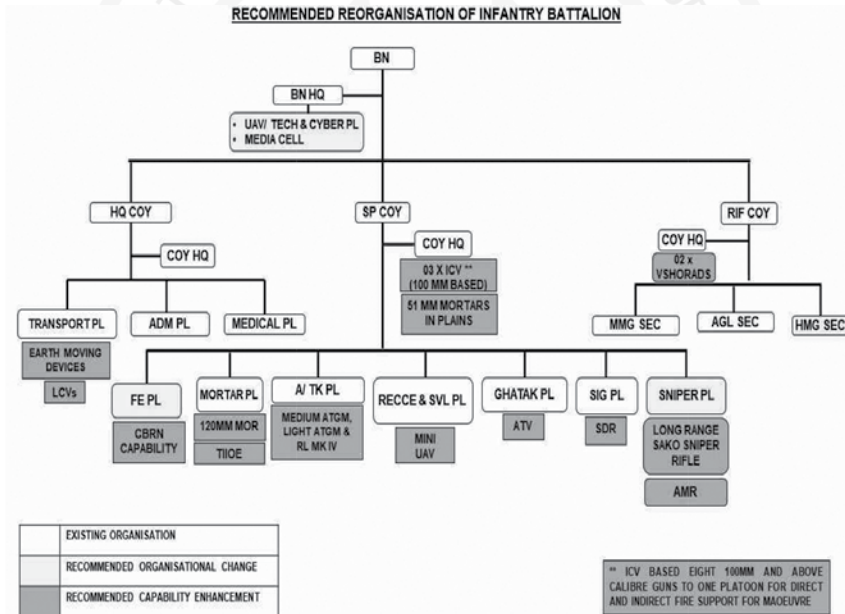 RECOMMENDED REORGANISATION OF INFANTRY BATTALION
BN
BN HQ
• UAV/ TECH & CYBER PL
• MEDIA CELL
HQ COY
SP COY
RIF COY
COY HQ
COY HQ
COY HQ
03 X ICV **
(100 MM BASED)
51 MM MORTARS
IN PLAINS
02 x
VSHORADS
TRANSPORT PL
ADM PL
MEDICAL PL
MMG SEC
AGL SEC
HMG SEC
EARTH MOVING
DEVICES
LCVs
FE PL
CBRN
CAPABILITY
MORTAR PL
120MM MOR
TIIOE
A/ TK PL
MEDIUM ATGM,
LIGHT ATGM &
RL MK IV
RECCE & SVL PL
MINI
UAV
GHATAK PL
ATV
SIG PL
SDR
SNIPER PL
LONG RANGE
SAKO SNIPER
RIFLE
AMR
EXISTING ORGANISATION
RECOMMENDED ORGANISATIONAL CHANGE
RECOMMENDED CAPABILITY ENHANCEMENT
** ICV BASED EIGHT 100MM AND ABOVE
CALIBRE GUNS TO ONE PLATOON FOR DIRECT
AND INDIRECT FIRE SUPPORT FOR MAOEUVRE